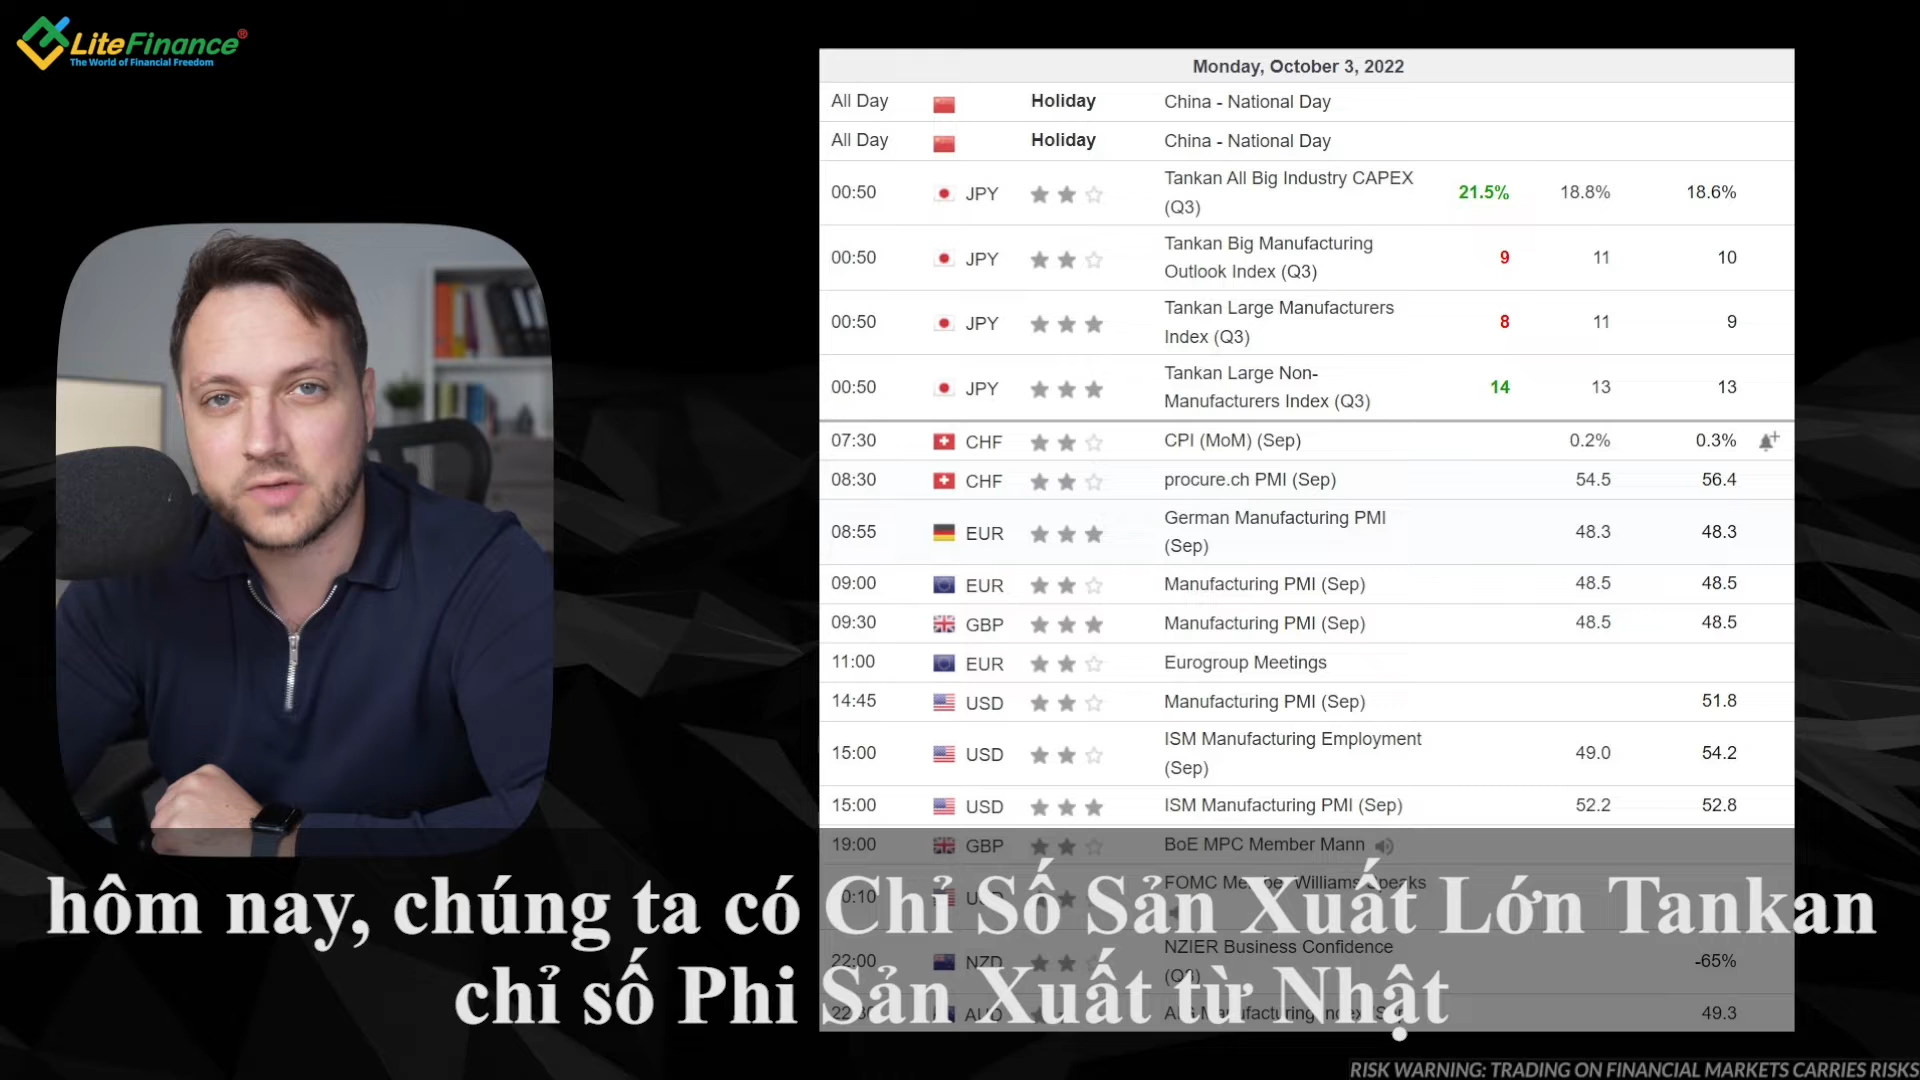 LiteFinance®
The World of Financial Freedom
Monday, October 3, 2022
All Day Holiday China - National Day
All Day Holiday China - National Day
00:50 JPY Tankan All Big Industry CAPEX 21.5% 18.8% 18.6%
(Q3)
00:50 JPY Tankan Big Manufacturing 9 11 10
Outlook Index (Q3)
00:50 JPY Tankan Large Manufacturers 8 11 9
Index (Q3)
00:50 JPY Tankan Large Non- 14 13 13
Manufacturers Index (Q3)
07:30 CHF CPI (MoM) (Sep) 0.2% 0.3%
08:30 CHF procure.ch PMI (Sep) 54.5 56.4
08:55 EUR German Manufacturing PMI 48.3 48.3
(Sep)
09:00 EUR Manufacturing PMI (Sep) 48.5 48.5
09:30 GBP Manufacturing PMI (Sep) 48.5 48.5
11:00 EUR Eurogroup Meetings
14:45 USD Manufacturing PMI (Sep) 51.8
15:00 USD ISM Manufacturing Employment 49.0 54.2
(Sep)
15:00 USD ISM Manufacturing PMI (Sep) 52.2 52.8
19:00 GBP BoE MPC Member Mann
FOMC Member Williams Speaks
22:00 NZD NZIER Business Confidence -65%
AUD Manufacturing Index 49.3
hôm nay, chúng ta có Chỉ Số Sản Xuất Lớn Tankan
chỉ số Phi Sản Xuất từ Nhật
RISK WARNING: TRADING ON FINANCIAL MARKETS CARRIES RISKS